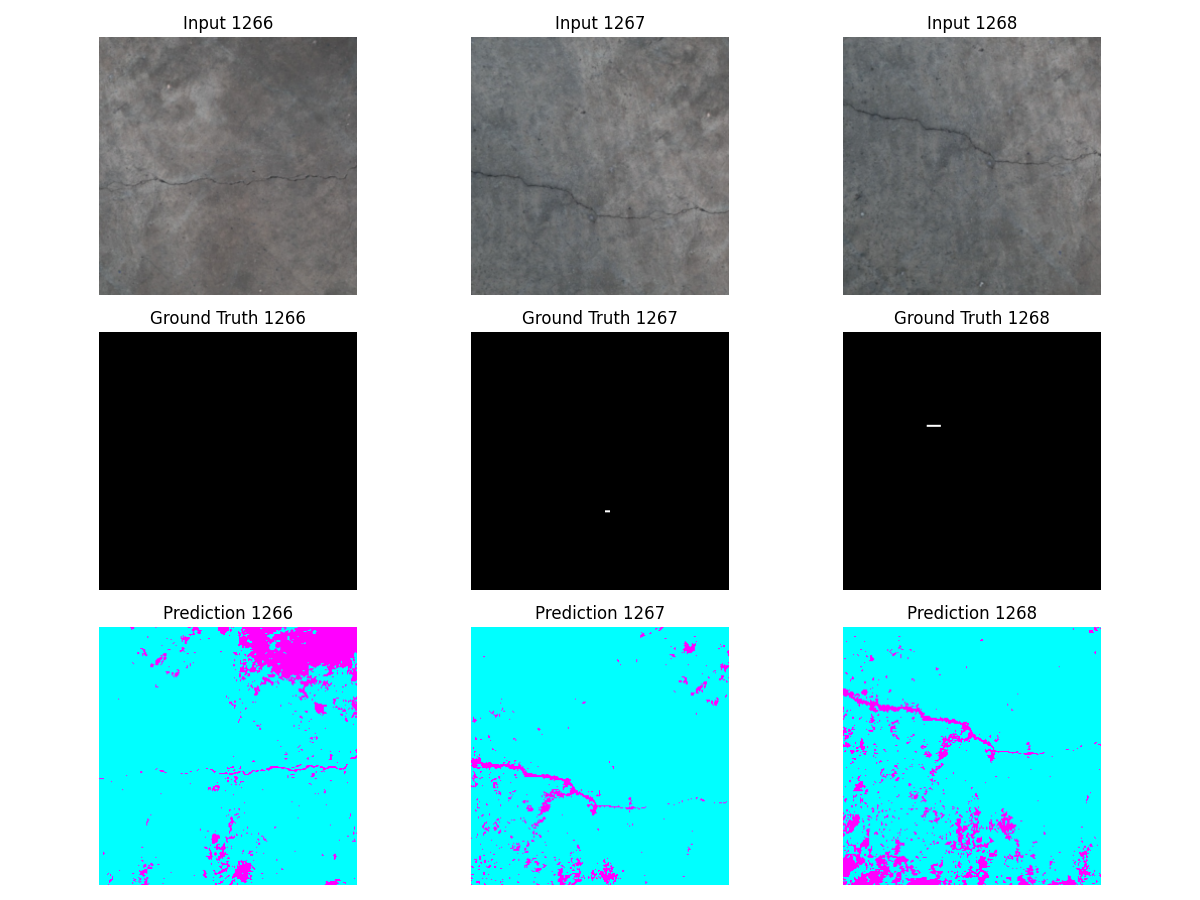 Input 1266
Input 1267
Input 1268
Ground Truth 1266
Ground Truth 1267
Ground Truth 1268
Prediction 1266
Prediction 1267
Prediction 1268